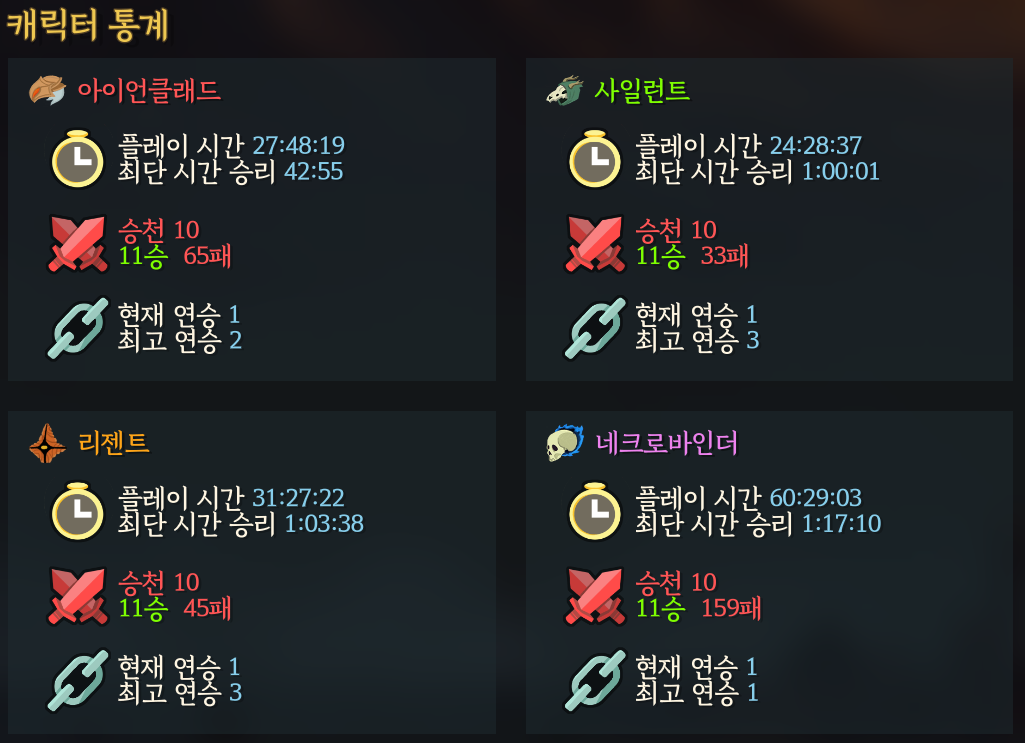 캐릭터 통계
아이언클래드
플레이 시간 27:48:19
최단 시간 승리 42:55
승천 10
11승 65패
현재 연승 1
최고 연승 2
사일런트
플레이 시간 24:28:37
최단 시간 승리 1:00:01
승천 10
11승 33패
현재 연승 1
최고 연승 3
리젠트
플레이 시간 31:27:22
최단 시간 승리 1:03:38
승천 10
11승 45패
현재 연승 1
최고 연승 3
네크로바인더
플레이 시간 60:29:03
최단 시간 승리 1:17:10
승천 10
11승 159패
현재 연승 1
최고 연승 1